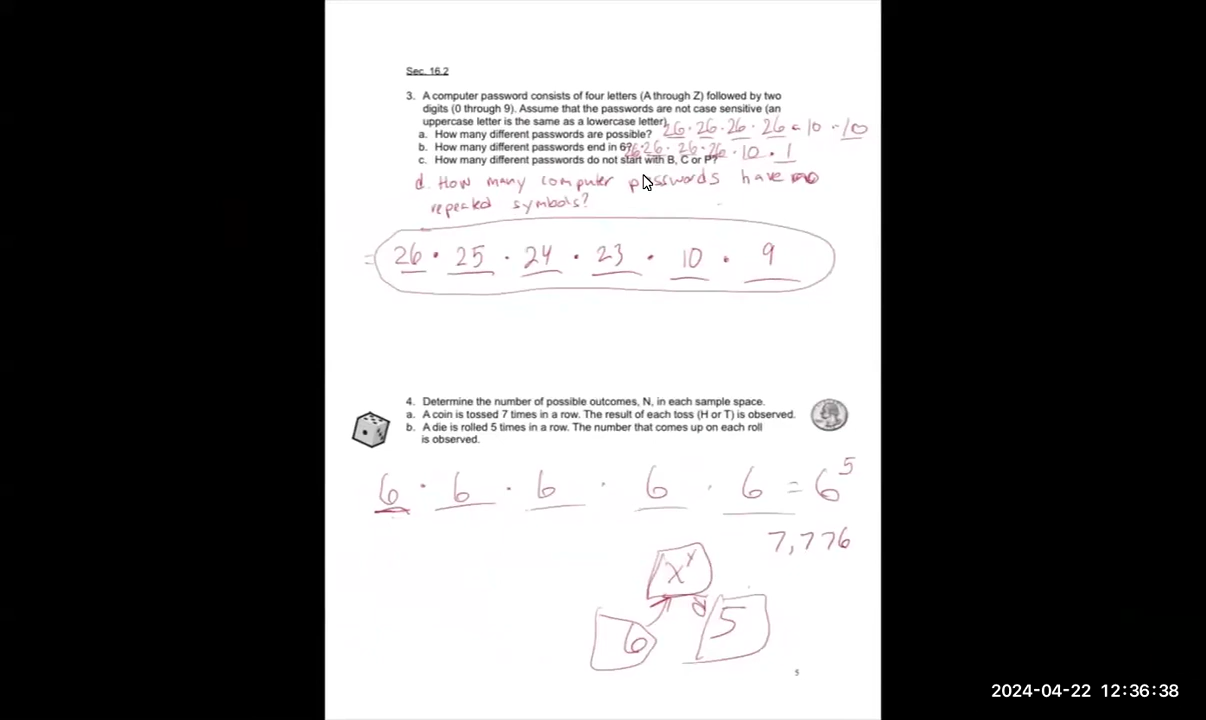 Sec. 16.2
3. A computer password consists of four letters (A through Z) followed by two
digits (0 through 9). Assume that the passwords are not case sensitive (an
uppercase letter is the same as a lowercase letter).
a. How many different passwords are possible? 26 · 26 · 26 · 26 · 10 · 10
b. How many different passwords end in 6? 26 · 26 · 26 · 26 · 10 · 1
c. How many different passwords do not start with B, C or P?
d. How many computer passwords have no
repeated symbols?
= 26 · 25 · 24 · 23 · 10 · 9
4. Determine the number of possible outcomes, N, in each sample space.
a. A coin is tossed 7 times in a row. The result of each toss (H or T) is observed.
b. A die is rolled 5 times in a row. The number that comes up on each roll
is observed.
6 · 6 · 6 · 6 · 6 = 6^5
7,776
x^y
6 5
5
2024-04-22 12:36:38